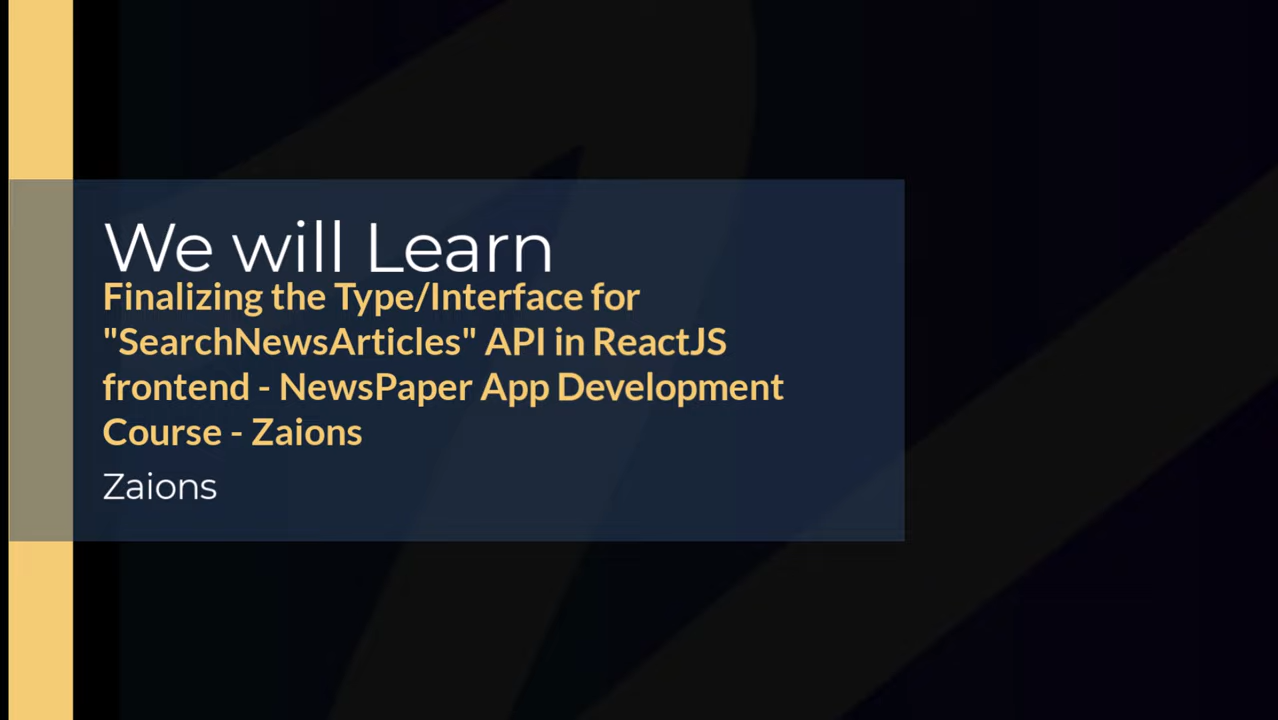 We will Learn
Finalizing the Type/Interface for
"SearchNewsArticles" API in ReactJS
frontend - NewsPaper App Development
Course - Zaions
Zaions